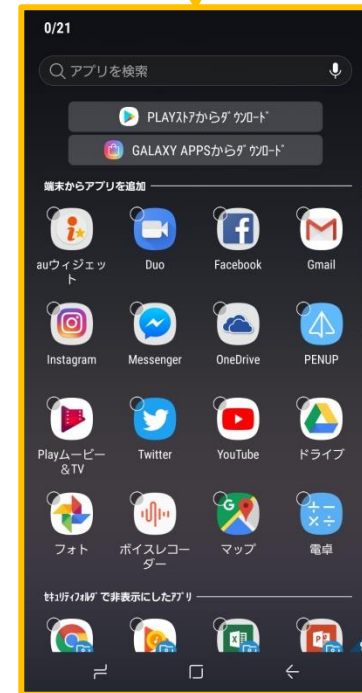 0/21
アプリを検索
PLAYストアからダウンロード
GALAXY APPSからダウンロード
端末からアプリを追加
auウィジェット Duo Facebook Gmail
Instagram Messenger OneDrive PENUP
Playムービー&TV Twitter YouTube ドライブ
フォト ボイスレコーダー マップ 電卓
セキュリティフォルダで非表示にしたアプリ